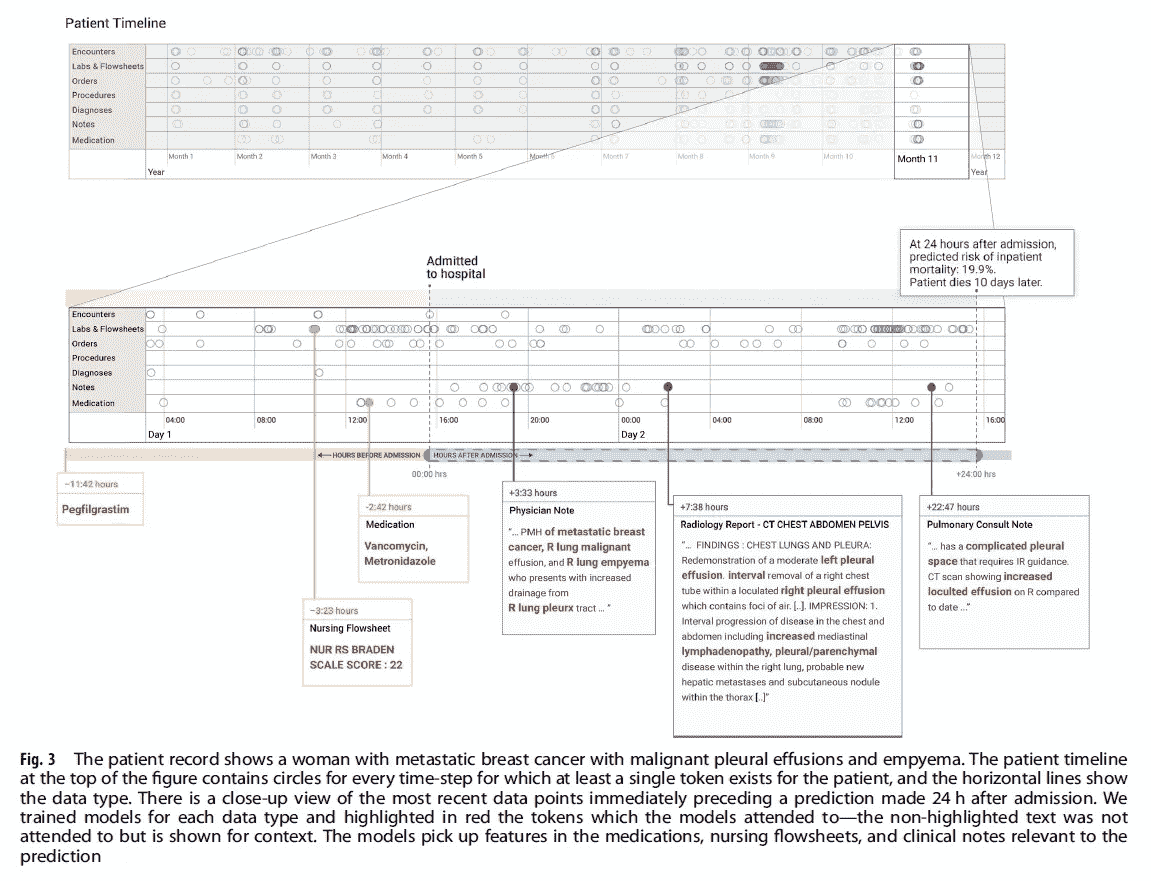 Patient Timeline
Encounters
Labs & Flowsheets
Orders
Procedures
Diagnoses
Notes
Medication
Month 1 Month 2 Month 3 Month 4 Month 5 Month 6 Month 7 Month 8 Month 9 Month 10 Month 11 Month 12
Year Year
At 24 hours after admission,
predicted risk of inpatient
mortality: 19.9%.
Patient dies 10 days later.
Admitted
to hospital
Encounters
Labs & Flowsheets
Orders
Procedures
Diagnoses
Notes
Medication
04:00 08:00 12:00 16:00 20:00 00:00 04:00 08:00 12:00 16:00
Day 1 Day 2
HOURS BEFORE ADMISSION HOURS AFTER ADMISSION
00:00 hrs +24:00 hrs
−11:42 hours
Pegfilgrastim
-2:42 hours
Medication
Vancomycin,
Metronidazole
−3:23 hours
Nursing Flowsheet
NUR RS BRADEN
SCALE SCORE : 22
+3:33 hours
Physician Note
“... PMH of metastatic breast
cancer, R lung malignant
effusion, and R lung empyema
who presents with increased
drainage from
R lung pleurx tract ... ”
+7:38 hours
Radiology Report - CT CHEST ABDOMEN PELVIS
“... FINDINGS : CHEST LUNGS AND PLEURA:
Redemonstration of a moderate left pleural
effusion. interval removal of a right chest
tube within a loculated right pleural effusion
which contains foci of air. [..]. IMPRESSION: 1.
Interval progression of disease in the chest and
abdomen including increased mediastinal
lymphadenopathy, pleural/parenchymal
disease within the right lung, probable new
hepatic metastases and subcutaneous nodule
within the thorax [..]”
+22:47 hours
Pulmonary Consult Note
“... has a complicated pleural
space that requires IR guidance.
CT scan showing increased
loculted effusion on R compared
to date ...”
Fig. 3 The patient record shows a woman with metastatic breast cancer with malignant pleural effusions and empyema. The patient timeline
at the top of the figure contains circles for every time-step for which at least a single token exists for the patient, and the horizontal lines show
the data type. There is a close-up view of the most recent data points immediately preceding a prediction made 24 h after admission. We
trained models for each data type and highlighted in red the tokens which the models attended to—the non-highlighted text was not
attended to but is shown for context. The models pick up features in the medications, nursing flowsheets, and clinical notes relevant to the
prediction